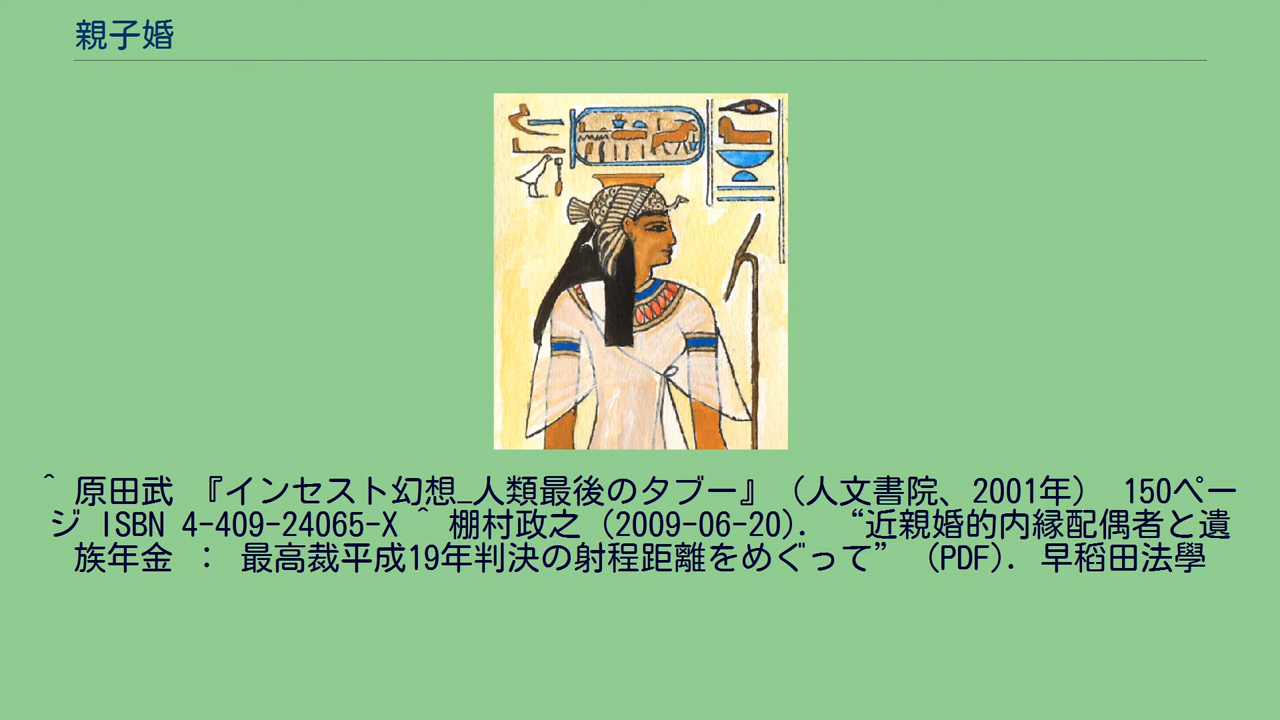 親子婚
^ 原田武 『インセスト幻想_人類最後のタブー』（人文書院、2001年） 150ペー
ジ ISBN 4-409-24065-X ^ 棚村政之 (2009-06-20). “近親婚的内縁配偶者と遺
族年金 ： 最高裁平成19年判決の射程距離をめぐって” （PDF). 早稻田法學